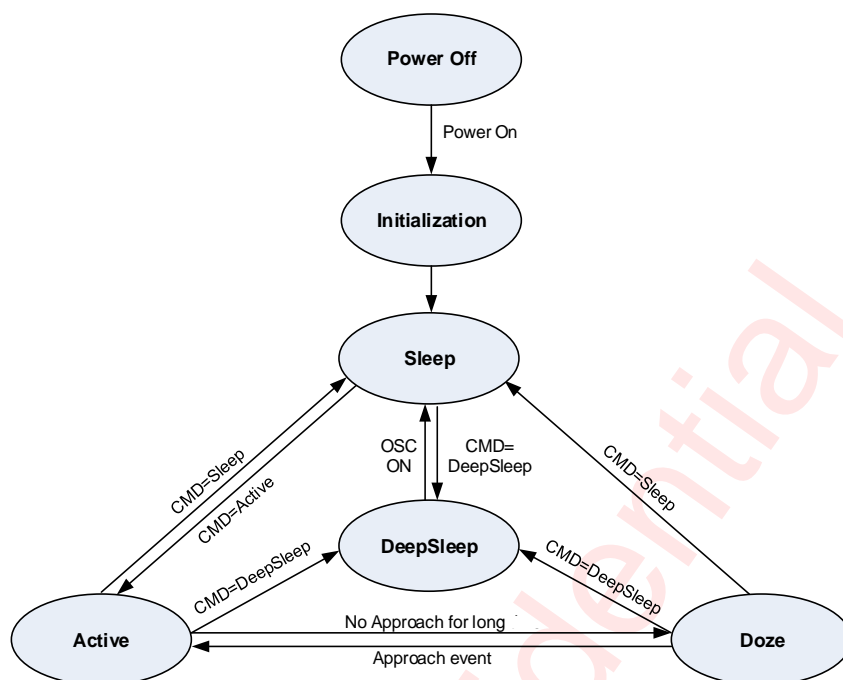 Power Off
Power On
Initialization
Sleep
OSC
ON
CMD=
DeepSleep
CMD=Sleep
CMD=Active
CMD=Sleep
DeepSleep
CMD=DeepSleep
CMD=DeepSleep
Active
No Approach for long
Approach event
Doze
idential